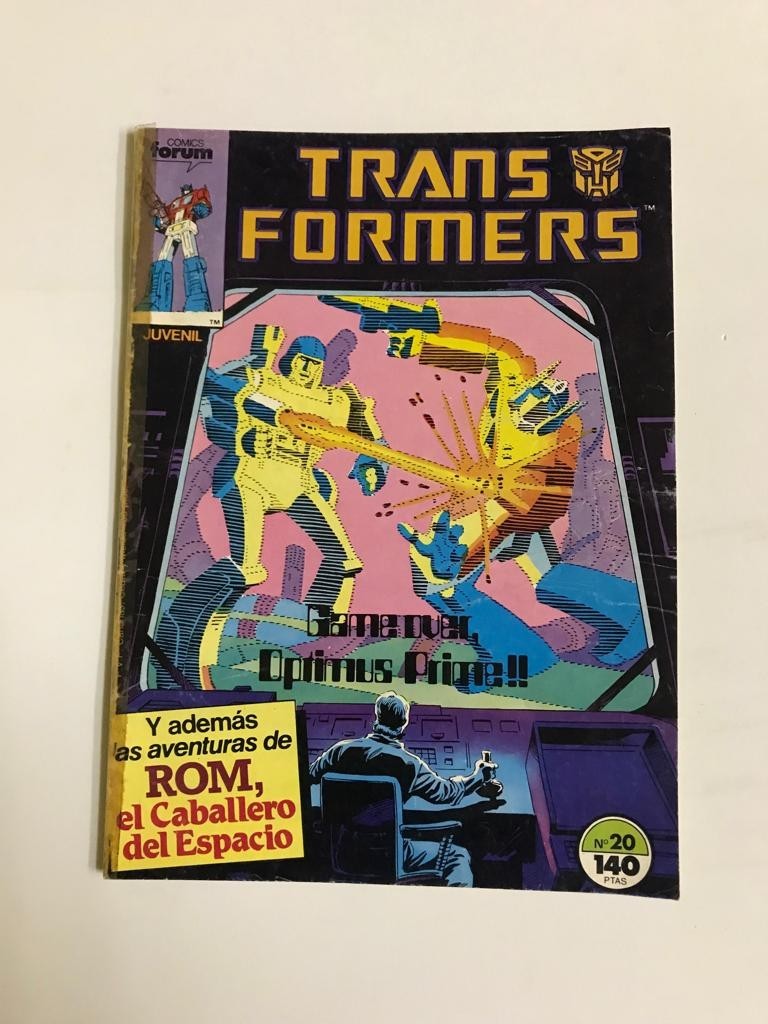 COMICS
forum
TRANS
FORMERS
TM
TM
JUVENIL
Game over,
Optimus Prime!!
Y además
las aventuras de
ROM,
el Caballero
del Espacio
Nº 20
140
PTAS